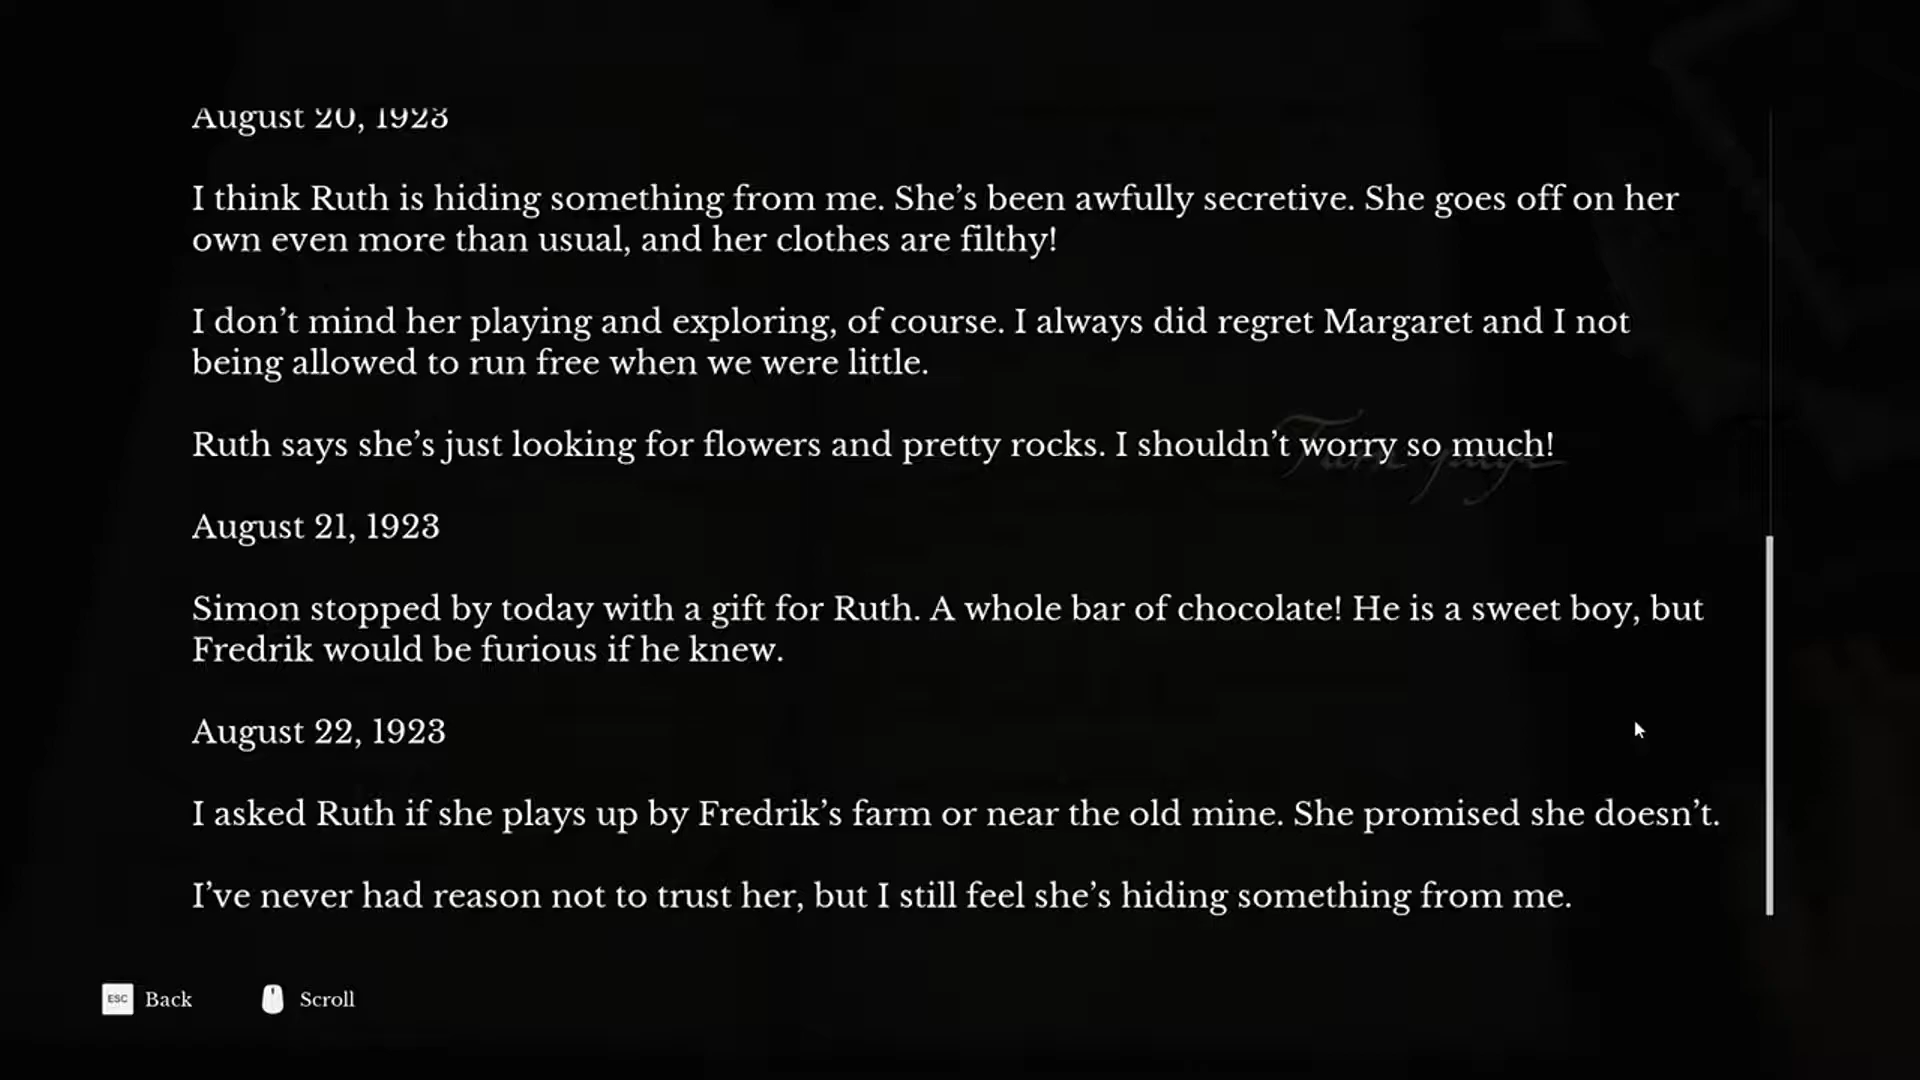 August 20, 1923
I think Ruth is hiding something from me. She’s been awfully secretive. She goes off on her
own even more than usual, and her clothes are filthy!
I don’t mind her playing and exploring, of course. I always did regret Margaret and I not
being allowed to run free when we were little.
Ruth says she’s just looking for flowers and pretty rocks. I shouldn’t worry so much!
Turn page
August 21, 1923
Simon stopped by today with a gift for Ruth. A whole bar of chocolate! He is a sweet boy, but
Fredrik would be furious if he knew.
August 22, 1923
I asked Ruth if she plays up by Fredrik’s farm or near the old mine. She promised she doesn’t.
I’ve never had reason not to trust her, but I still feel she’s hiding something from me.
ESC Back Scroll